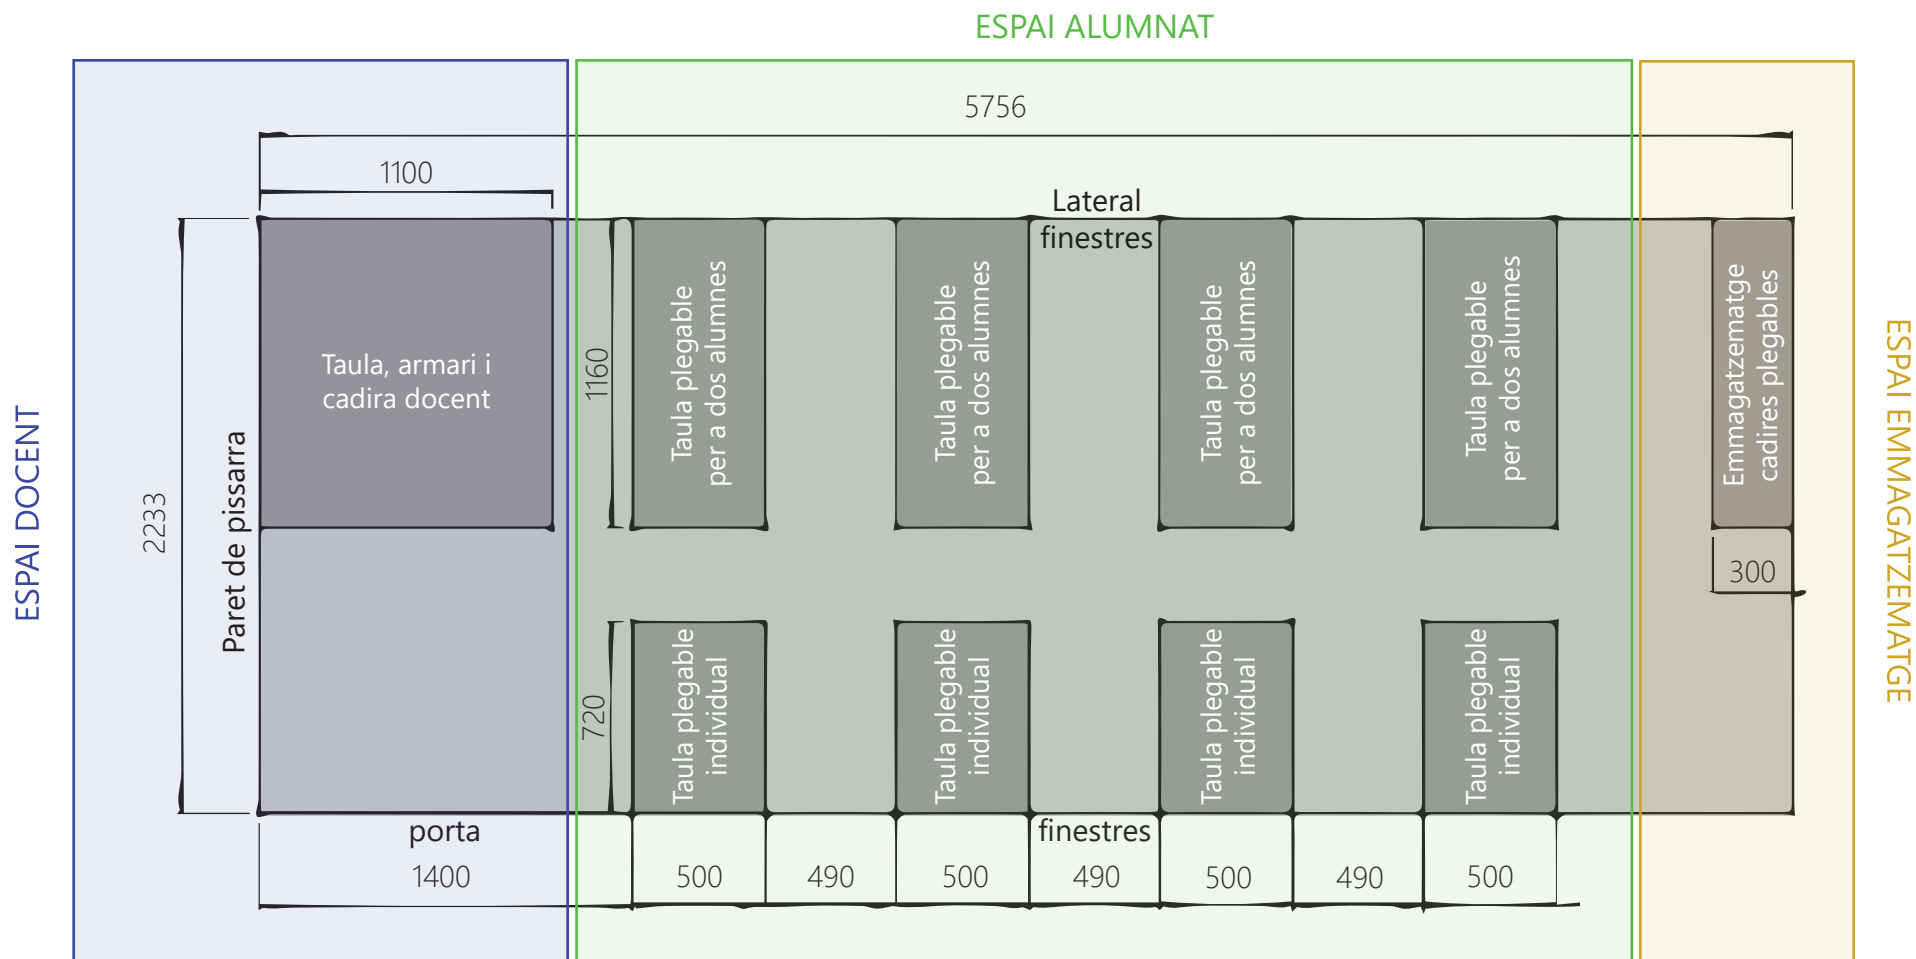 ESPAI ALUMNAT
5756
1100
Lateral
finestres
ESPAI DOCENT
2233
Paret de pissarra
Taula, armari i
cadira docent
1160
Taula plegable
per a dos alumnes
Taula plegable
per a dos alumnes
Taula plegable
per a dos alumnes
Taula plegable
per a dos alumnes
Emmagatzematge
cadires plegables
ESPAI EMMAGATZEMATGE
300
720
Taula plegable
individual
Taula plegable
individual
Taula plegable
individual
Taula plegable
individual
porta
finestres
1400
500
490
500
490
500
490
500